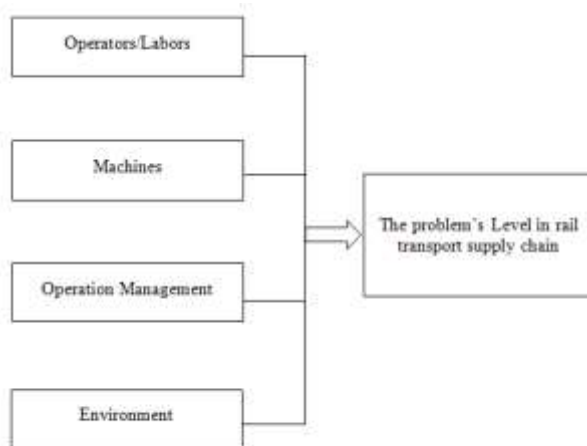 Operators/Labors
Machines
Operation Management
Environment
The problem`s Level in rail
transport supply chain